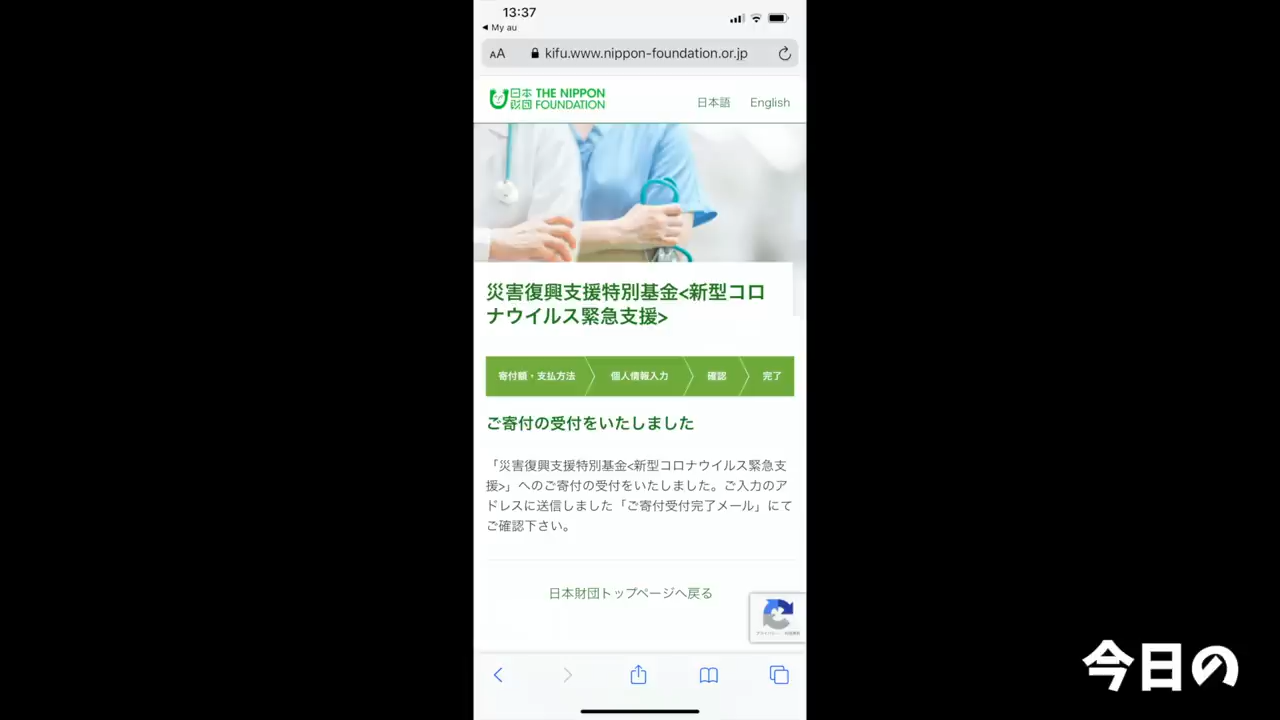 13:37
◀ My au
AA kifu.www.nippon-foundation.or.jp
日本財団 THE NIPPON FOUNDATION
日本語 English
災害復興支援特別基金<新型コロ
ナウイルス緊急支援>
寄付額・支払方法 個人情報入力 確認 完了
ご寄付の受付をいたしました
「災害復興支援特別基金<新型コロナウイルス緊急支
援>」へのご寄付の受付をいたしました。ご入力のア
ドレスに送信しました「ご寄付受付完了メール」にて
ご確認下さい。
日本財団トップページへ戻る
今日の